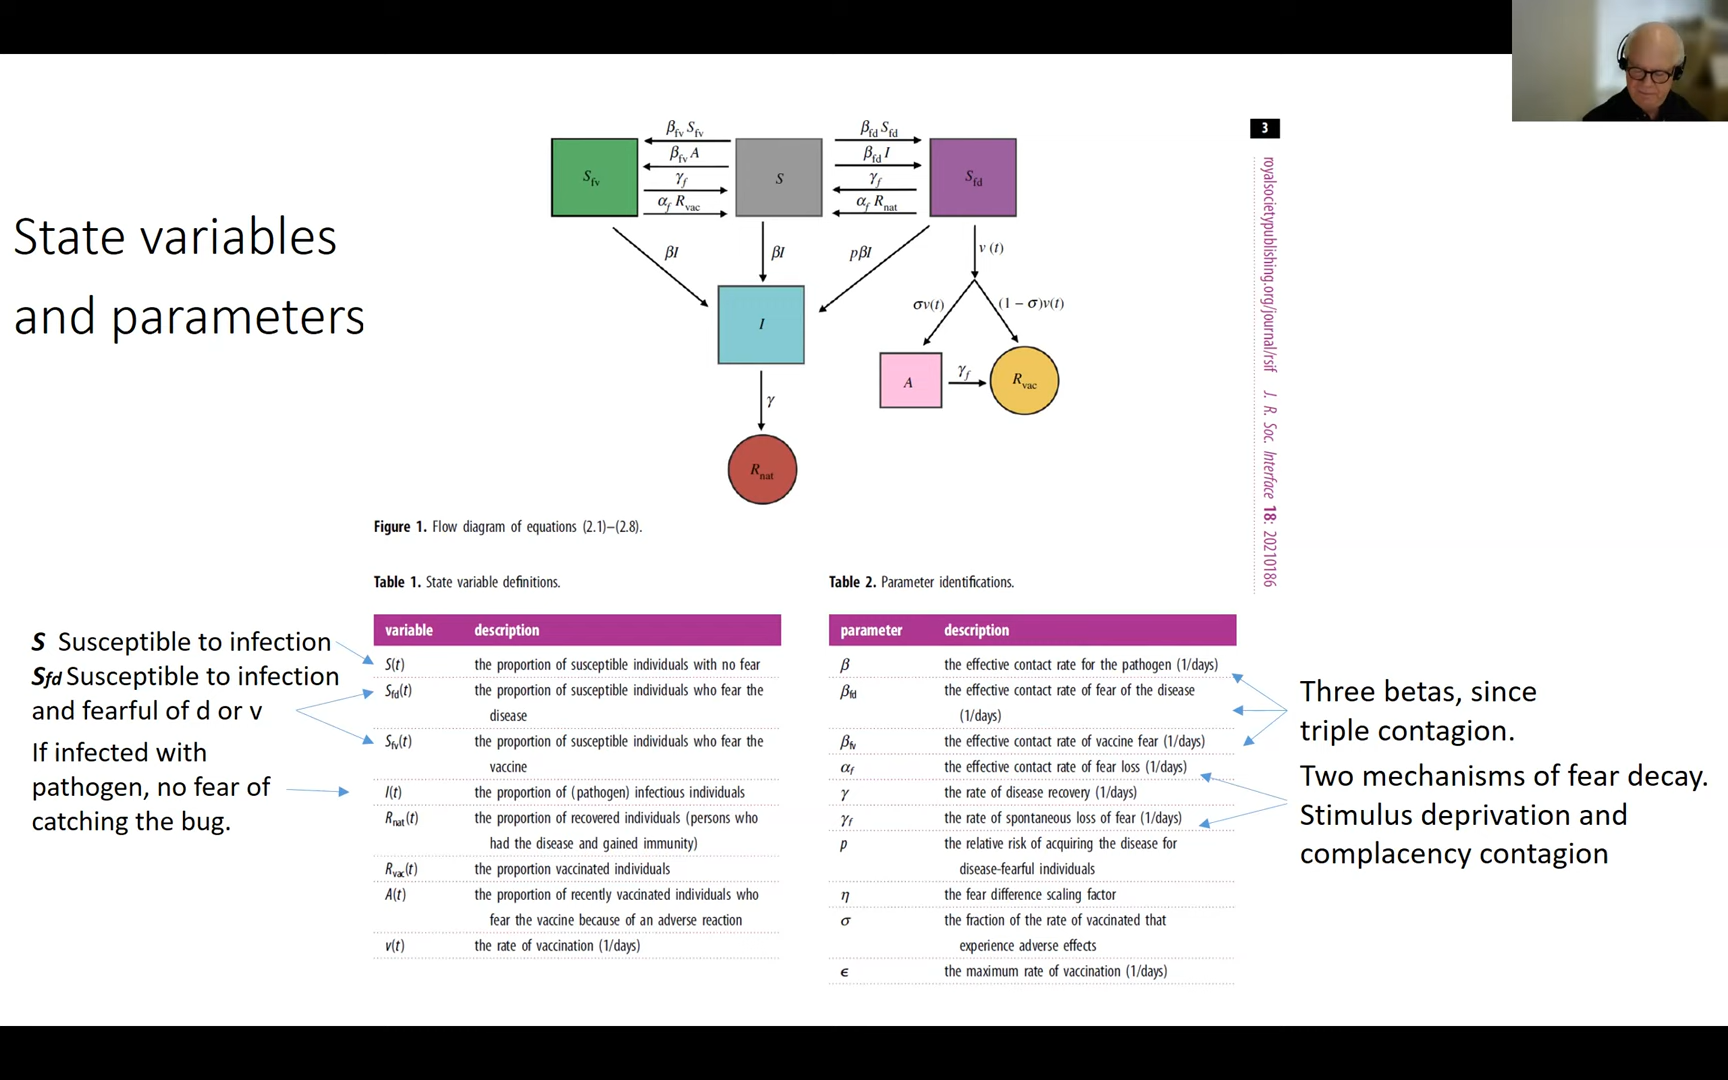 State variables
and parameters
β_fv S_fv
β_fv A
γ_f
α_f R_vac
β_fd S_fd
β_fd I
γ_f
α_f R_nat
S_fv
S
S_fd
βI
βI
pβI
v (t)
σv(t)
(1 − σ)v(t)
I
A
γ_f
R_vac
γ
R_nat
3
royalsocietypublishing.org/journal/rsif J. R. Soc. Interface 18: 20210186
Figure 1. Flow diagram of equations (2.1)–(2.8).
Table 1. State variable definitions.
variable description
S(t) the proportion of susceptible individuals with no fear
S_fd(t) the proportion of susceptible individuals who fear the
disease
S_fv(t) the proportion of susceptible individuals who fear the
vaccine
I(t) the proportion of (pathogen) infectious individuals
R_nat(t) the proportion of recovered individuals (persons who
had the disease and gained immunity)
R_vac(t) the proportion vaccinated individuals
A(t) the proportion of recently vaccinated individuals who
fear the vaccine because of an adverse reaction
v(t) the rate of vaccination (1/days)
Table 2. Parameter identifications.
parameter description
β the effective contact rate for the pathogen (1/days)
β_fd the effective contact rate of fear of the disease
(1/days)
β_fv the effective contact rate of vaccine fear (1/days)
α_f the effective contact rate of fear loss (1/days)
γ the rate of disease recovery (1/days)
γ_f the rate of spontaneous loss of fear (1/days)
p the relative risk of acquiring the disease for
disease-fearful individuals
η the fear difference scaling factor
σ the fraction of the rate of vaccinated that
experience adverse effects
ϵ the maximum rate of vaccination (1/days)
S Susceptible to infection
Sfd Susceptible to infection
and fearful of d or v
If infected with
pathogen, no fear of
catching the bug.
Three betas, since
triple contagion.
Two mechanisms of fear decay.
Stimulus deprivation and
complacency contagion